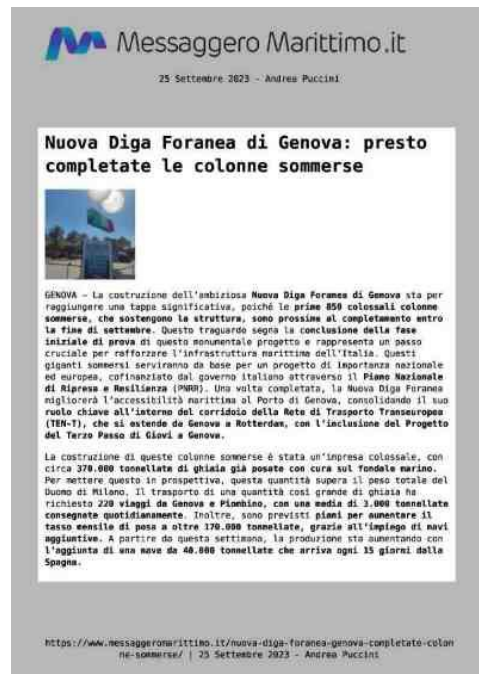 Messaggero Marittimo.it
25 Settembre 2023 - Andrea Puccini
Nuova Diga Foranea di Genova: presto
completate le colonne sommerse
GENOVA – La costruzione dell'ambiziosa Nuova Diga Foranea di Genova sta per
raggiungere una tappa significativa, poiché le prime 850 colossali colonne
sommerse, che sostengono la struttura, sono prossime al completamento entro
la fine di settembre. Questo traguardo segna la conclusione della fase
iniziale di prova di questo monumentale progetto e rappresenta un passo
cruciale per rafforzare l'infrastruttura marittima dell'Italia. Questi
giganti sommersi serviranno da base per un progetto di importanza nazionale
ed europea, cofinanziato dal governo italiano attraverso il Piano Nazionale
di Ripresa e Resilienza (PNRR). Una volta completata, la Nuova Diga Foranea
migliorerà l'accessibilità marittima al Porto di Genova, consolidando il suo
ruolo chiave all'interno del corridoio della Rete di Trasporto Transeuropea
(TEN-T), che si estende da Genova a Rotterdam, con l'inclusione del Progetto
del Terzo Passo di Giovi a Genova.
La costruzione di queste colonne sommerse è stata un'impresa colossale, con
circa 370.000 tonnellate di ghiaia già posate con cura sul fondale marino.
Per mettere questo in prospettiva, questa quantità supera il peso totale del
Duomo di Milano. Il trasporto di una quantità così grande di ghiaia ha
richiesto 220 viaggi da Genova e Piombino, con una media di 3.000 tonnellate
consegnate quotidianamente. Inoltre, sono previsti piani per aumentare il
tasso mensile di posa a oltre 170.000 tonnellate, grazie all'impiego di navi
aggiuntive. A partire da questa settimana, la produzione sta aumentando con
l'aggiunta di una nave da 40.000 tonnellate che arriva ogni 15 giorni dalla
Spagna.
https://www.messaggeromarittimo.it/nuova-diga-foranea-genova-completate-colon
ne-sommerse/ | 25 Settembre 2023 - Andrea Puccini